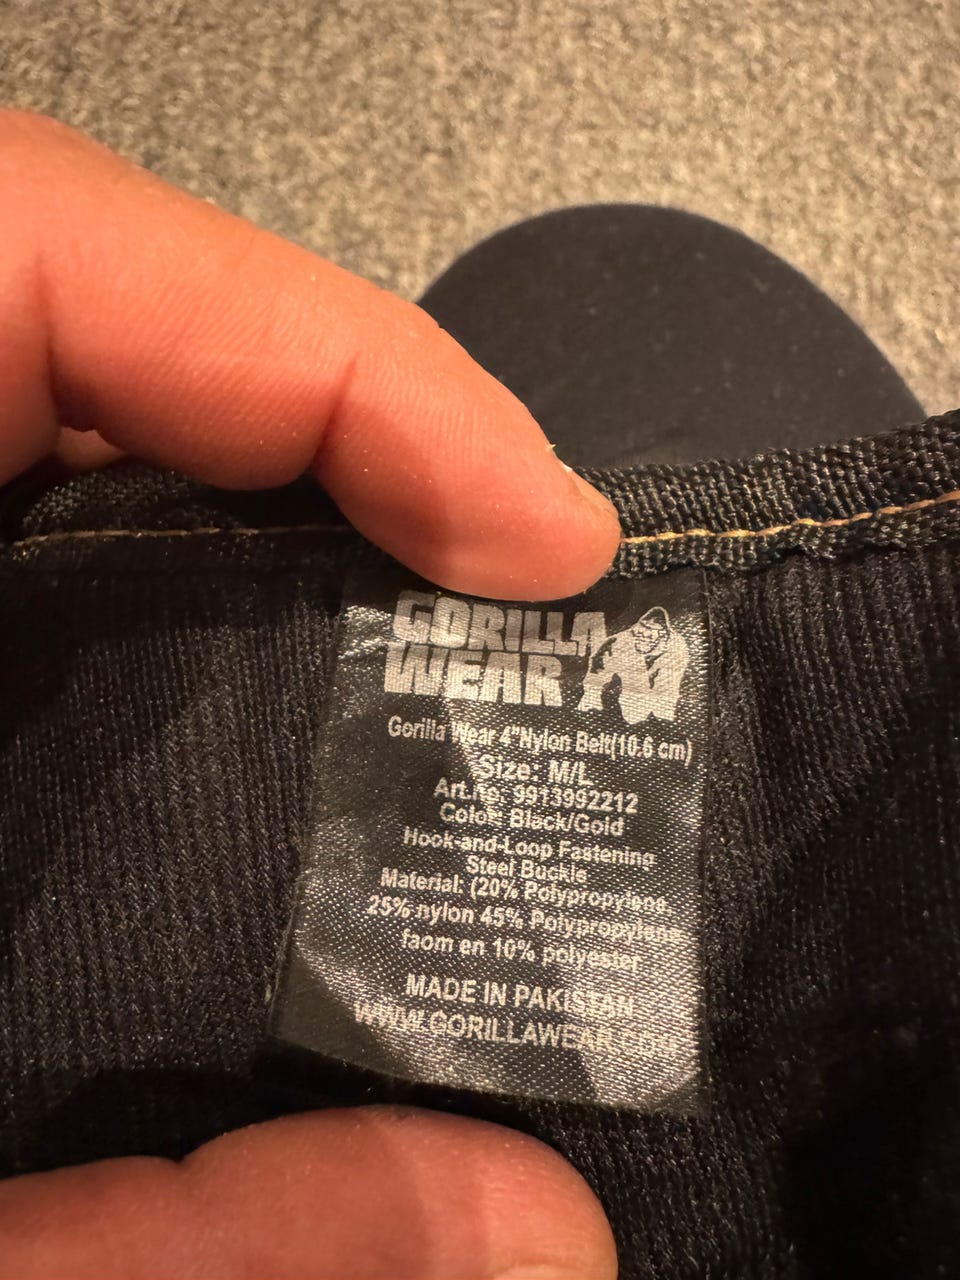 GORILLA
WEAR
Gorilla Wear 4"Nylon Belt(10.6 cm)
Size: M/L
Art.no: 9913992212
Color: Black/Gold
Hook-and-Loop Fastening
Steel Buckle
Material: (20% Polypropylene,
25% nylon 45% Polypropylene
faom en 10% polyester
MADE IN PAKISTAN
WWW.GORILLAWEAR.COM